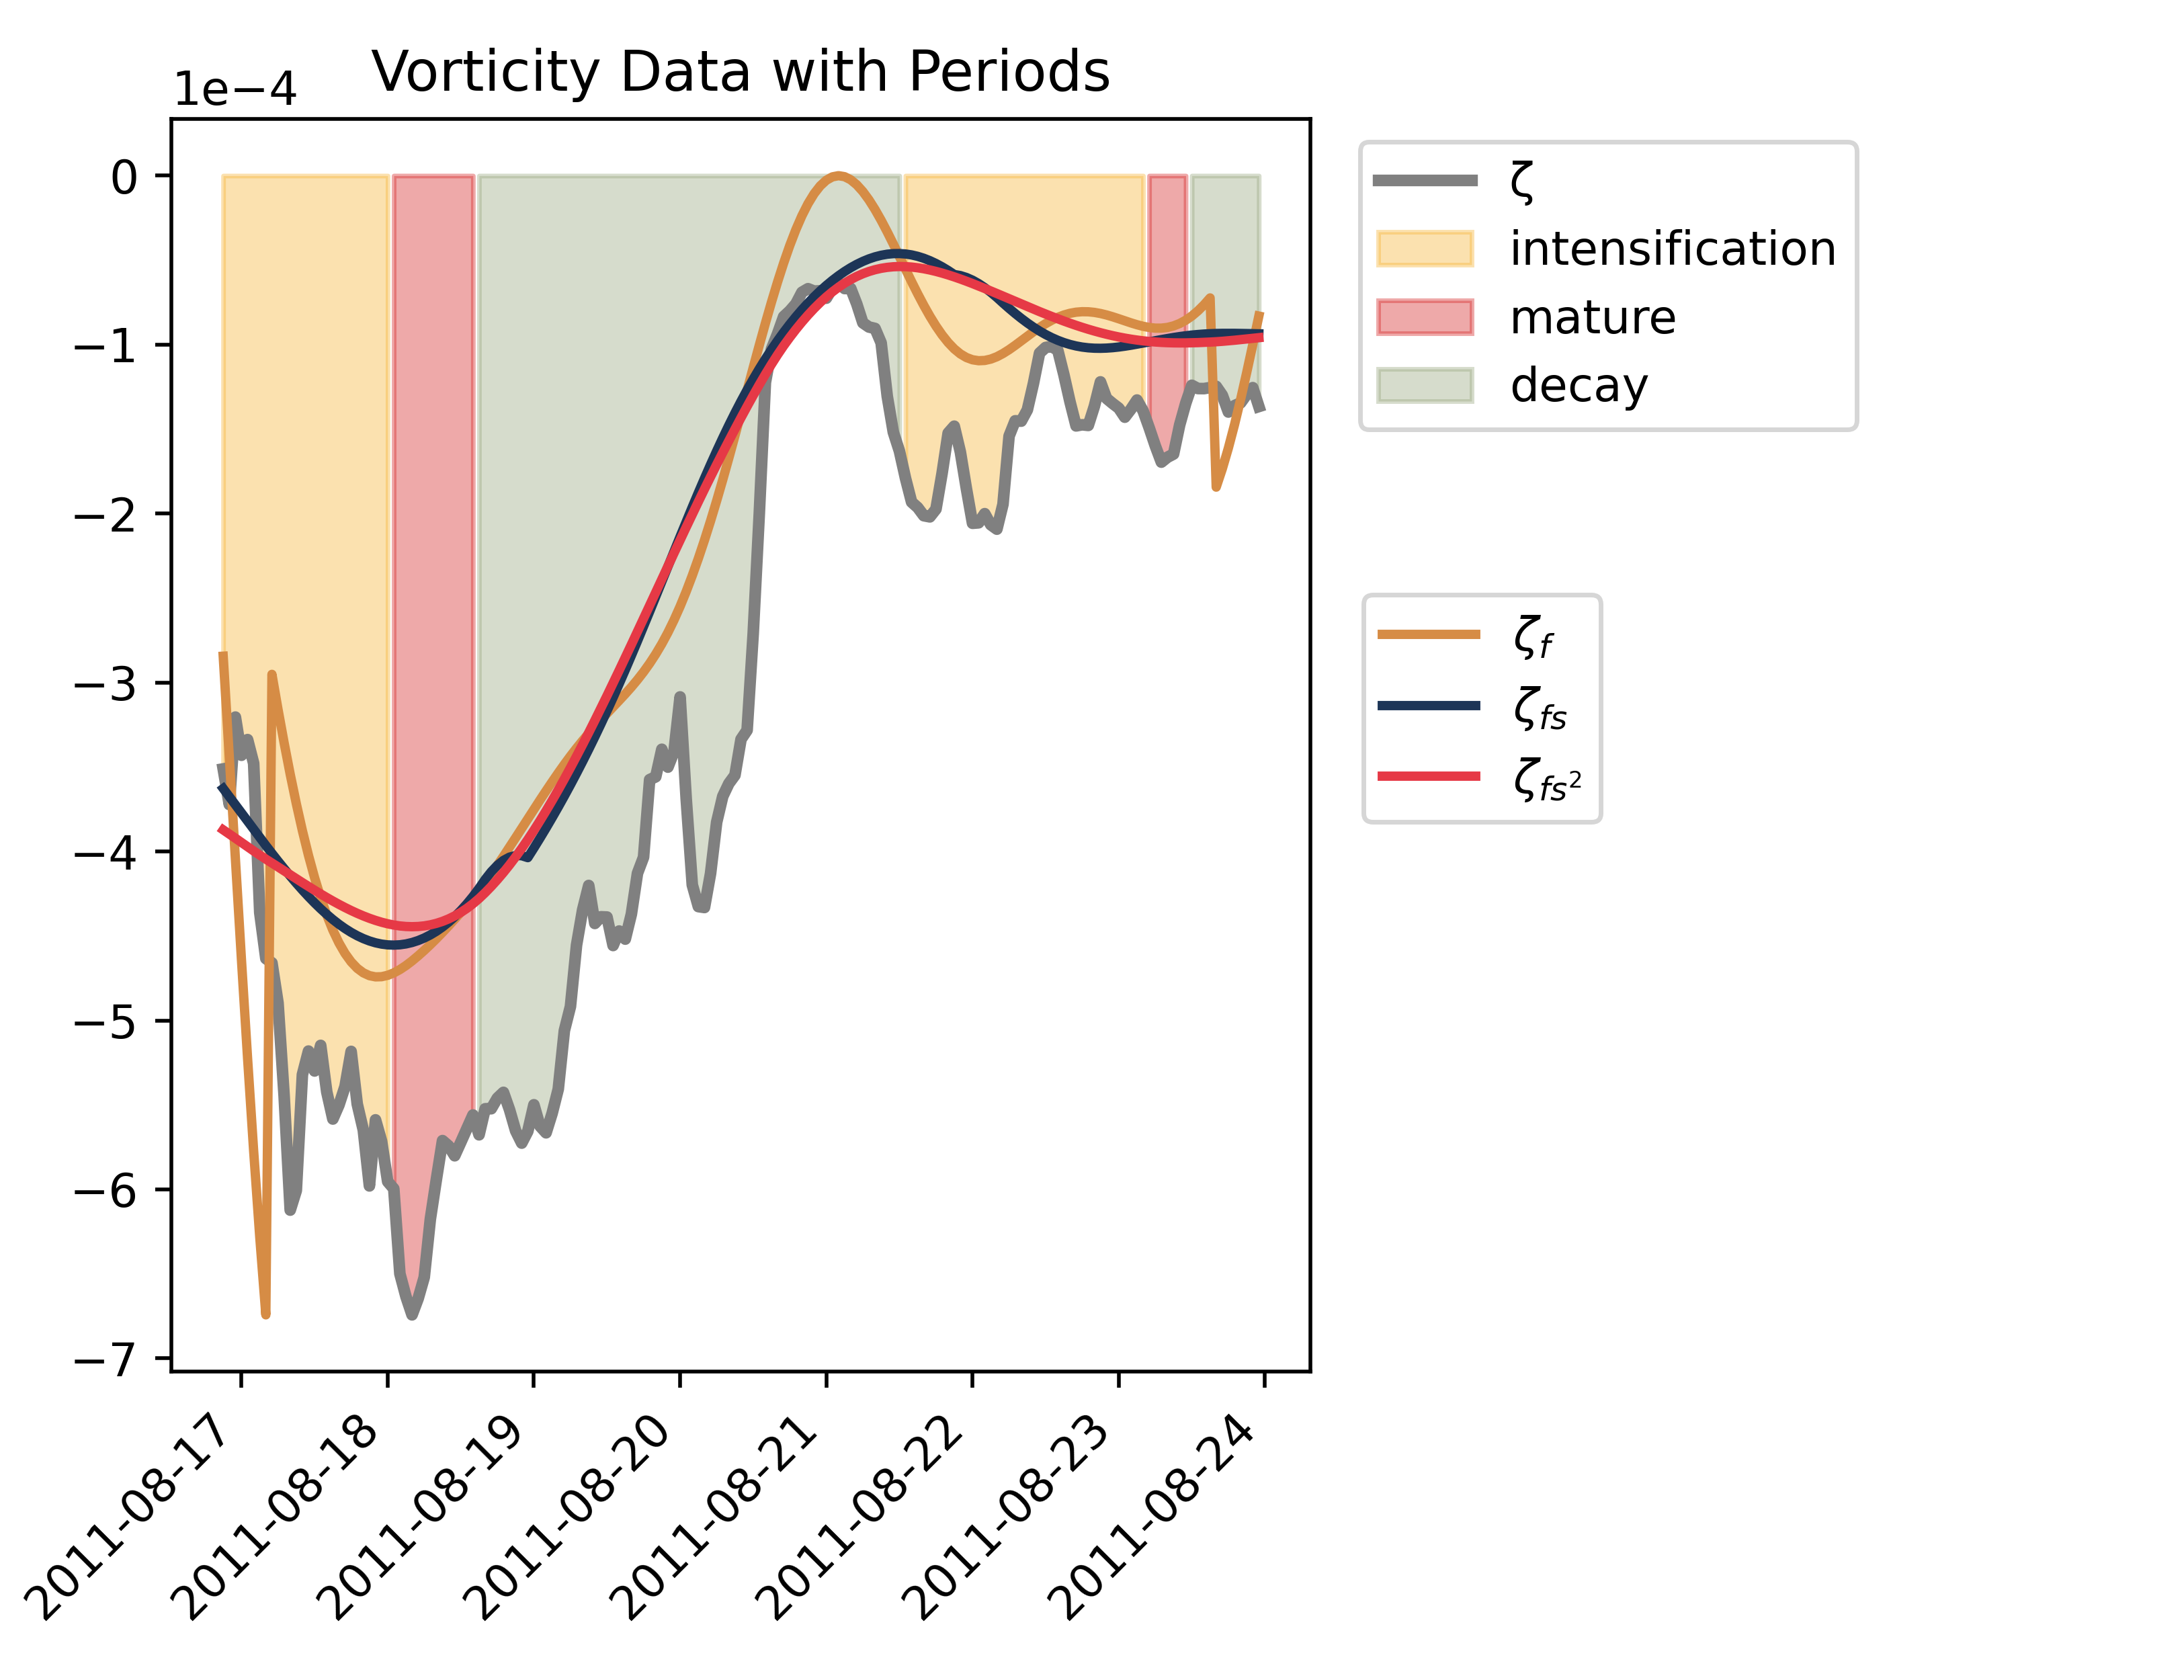 Vorticity Data with Periods
1e−4
0
−1
−2
−3
−4
−5
−6
−7
2011-08-17
2011-08-18
2011-08-19
2011-08-20
2011-08-21
2011-08-22
2011-08-23
2011-08-24
ζ
intensification
mature
decay
ζ_f
ζ_fs
ζ_fs²